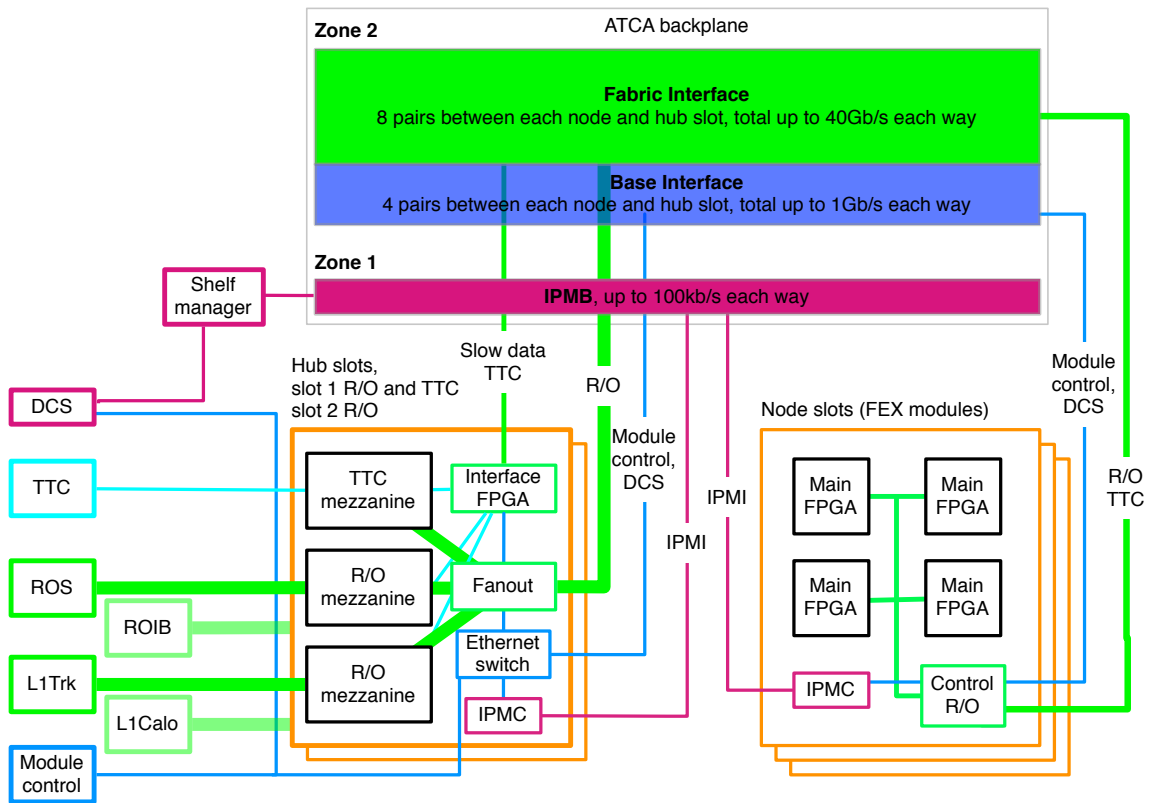 Zone 2
ATCA backplane
Fabric Interface
8 pairs between each node and hub slot, total up to 40Gb/s each way
Base Interface
4 pairs between each node and hub slot, total up to 1Gb/s each way
Zone 1
IPMB, up to 100kb/s each way
Shelf
manager
DCS
TTC
ROS
ROIB
L1Trk
L1Calo
Module
control
Hub slots,
slot 1 R/O and TTC
slot 2 R/O
Slow data
TTC
R/O
Module
control,
DCS
IPMI
IPMI
TTC
mezzanine
Interface
FPGA
R/O
mezzanine
Fanout
Ethernet
switch
R/O
mezzanine
IPMC
Node slots (FEX modules)
Main
FPGA
Main
FPGA
Main
FPGA
Main
FPGA
IPMC
Control
R/O
Module
control,
DCS
R/O
TTC